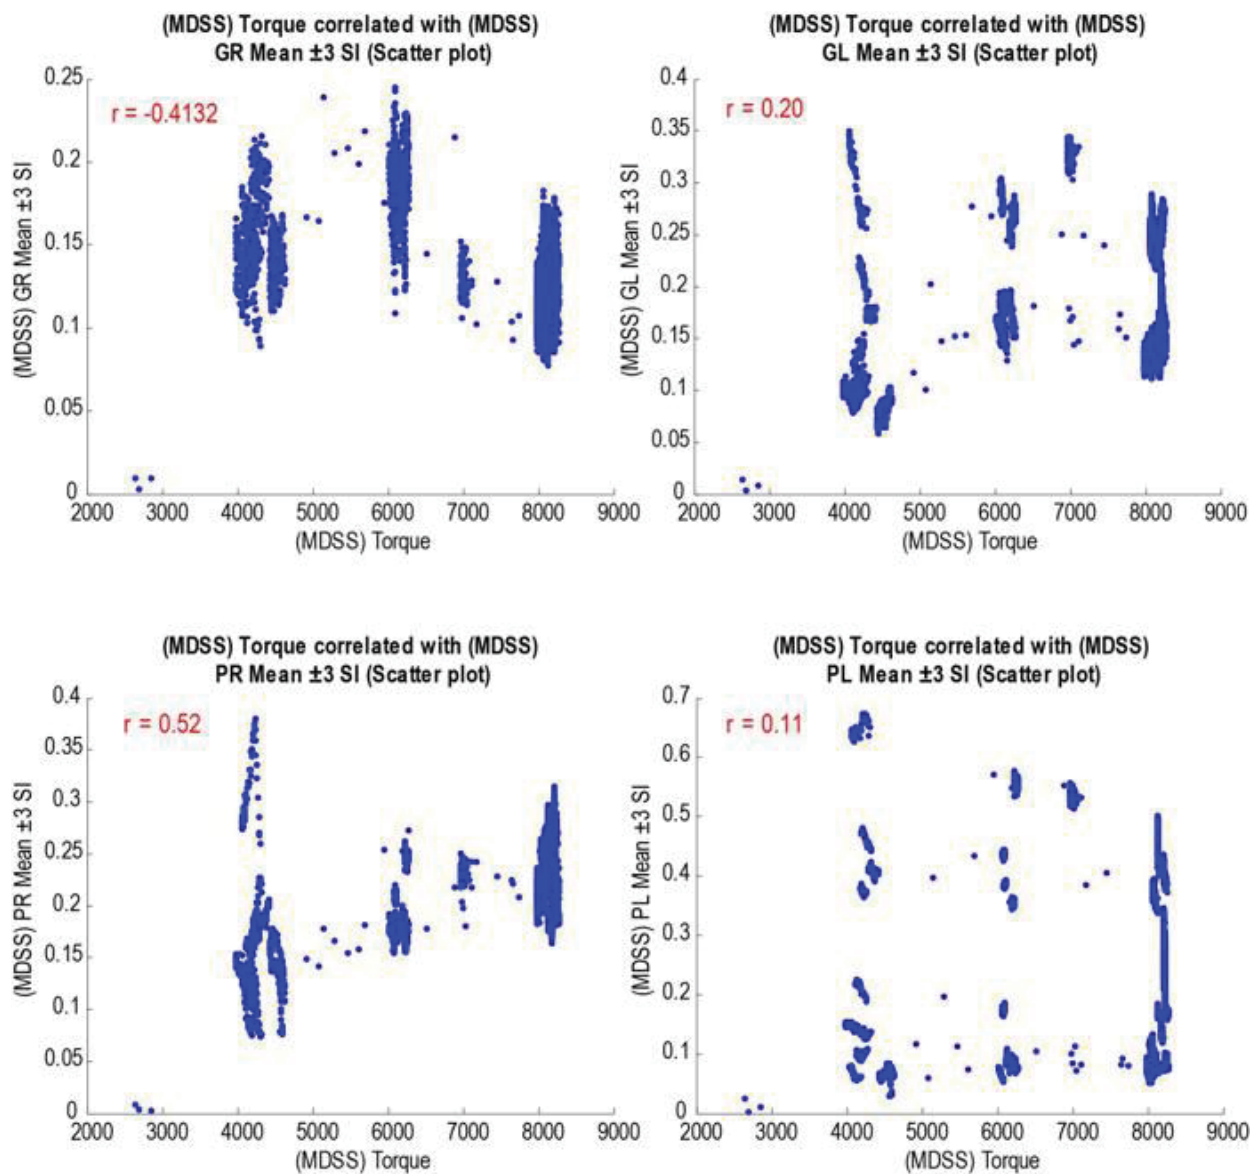 (MDSS) Torque correlated with (MDSS)
GR Mean ±3 SI (Scatter plot)
r = -0.4132
(MDSS) GR Mean ±3 SI
0.25
0.2
0.15
0.1
0.05
0
2000 3000 4000 5000 6000 7000 8000 9000
(MDSS) Torque
(MDSS) Torque correlated with (MDSS)
GL Mean ±3 SI (Scatter plot)
r = 0.20
(MDSS) GL Mean ±3 SI
0.4
0.35
0.3
0.25
0.2
0.15
0.1
0.05
0
2000 3000 4000 5000 6000 7000 8000 9000
(MDSS) Torque
(MDSS) Torque correlated with (MDSS)
PR Mean ±3 SI (Scatter plot)
r = 0.52
(MDSS) PR Mean ±3 SI
0.4
0.35
0.3
0.25
0.2
0.15
0.1
0.05
0
2000 3000 4000 5000 6000 7000 8000 9000
(MDSS) Torque
(MDSS) Torque correlated with (MDSS)
PL Mean ±3 SI (Scatter plot)
r = 0.11
(MDSS) PL Mean ±3 SI
0.7
0.6
0.5
0.4
0.3
0.2
0.1
0
2000 3000 4000 5000 6000 7000 8000 9000
(MDSS) Torque